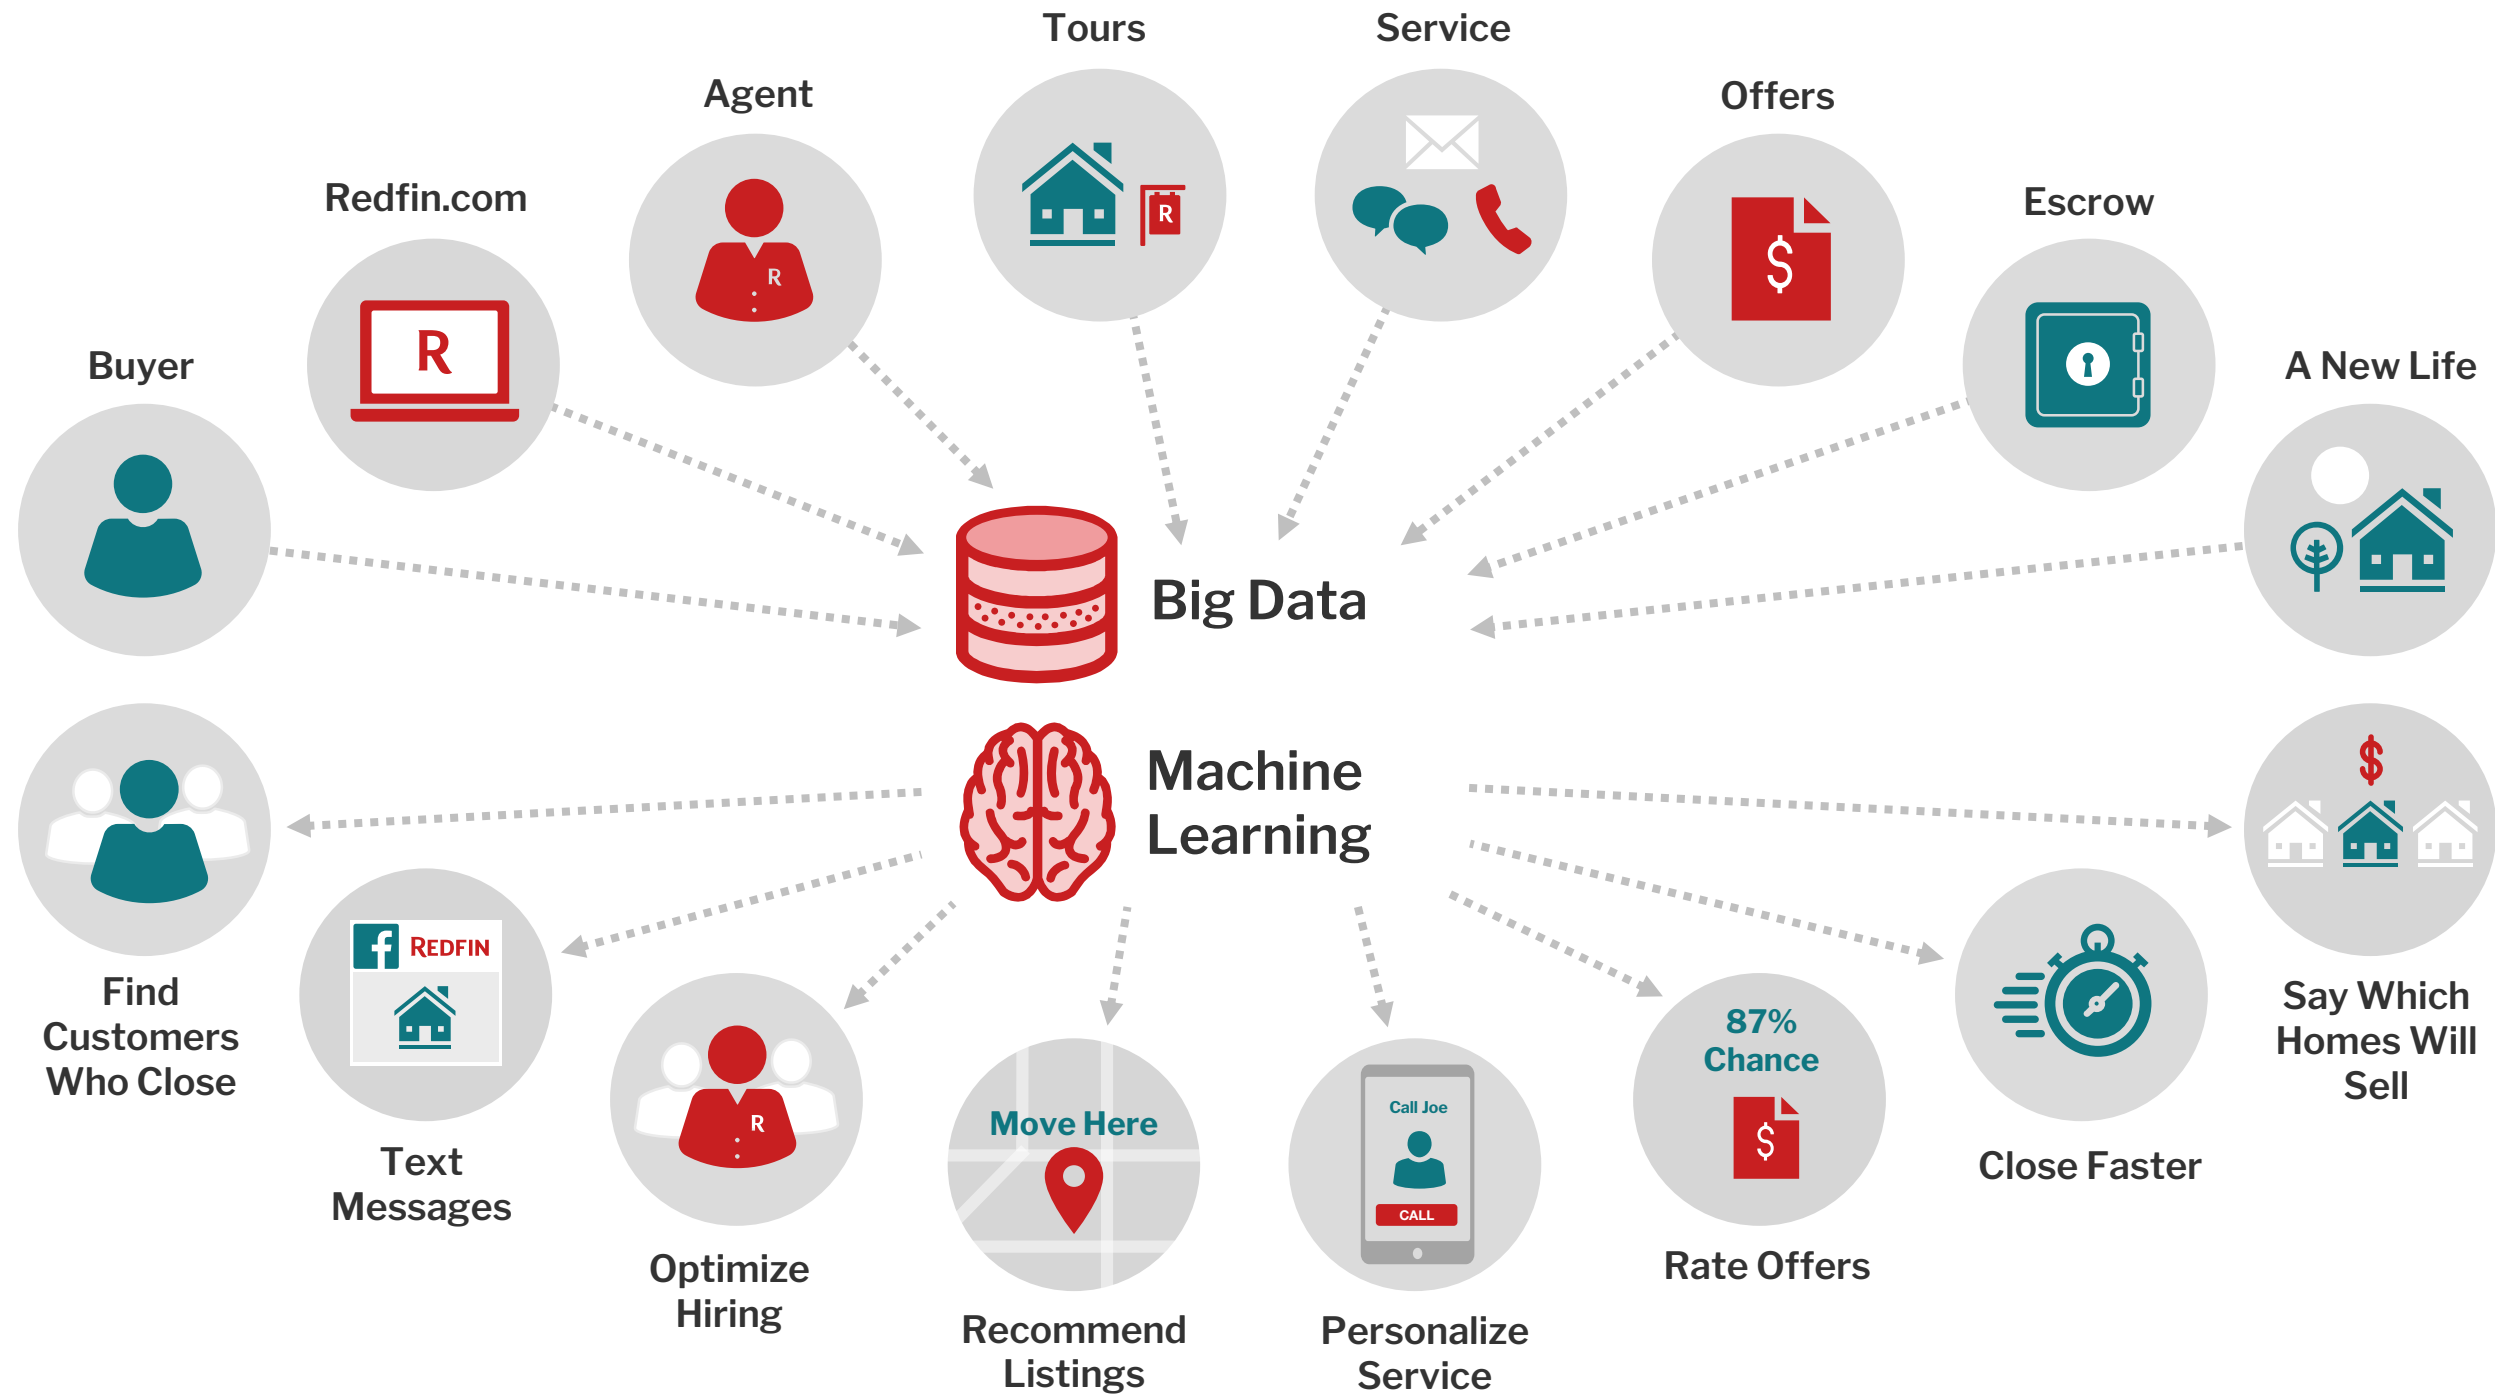 Tours
Service
Agent
Offers
Redfin.com
Escrow
Buyer
A New Life
R
R
R
$
Big Data
Machine
Learning
$
Find
Customers
Who Close
f REDFIN
Text
Messages
R
Optimize
Hiring
Move Here
Recommend
Listings
Call Joe
CALL
Personalize
Service
87%
Chance
$
Rate Offers
Close Faster
Say Which
Homes Will
Sell